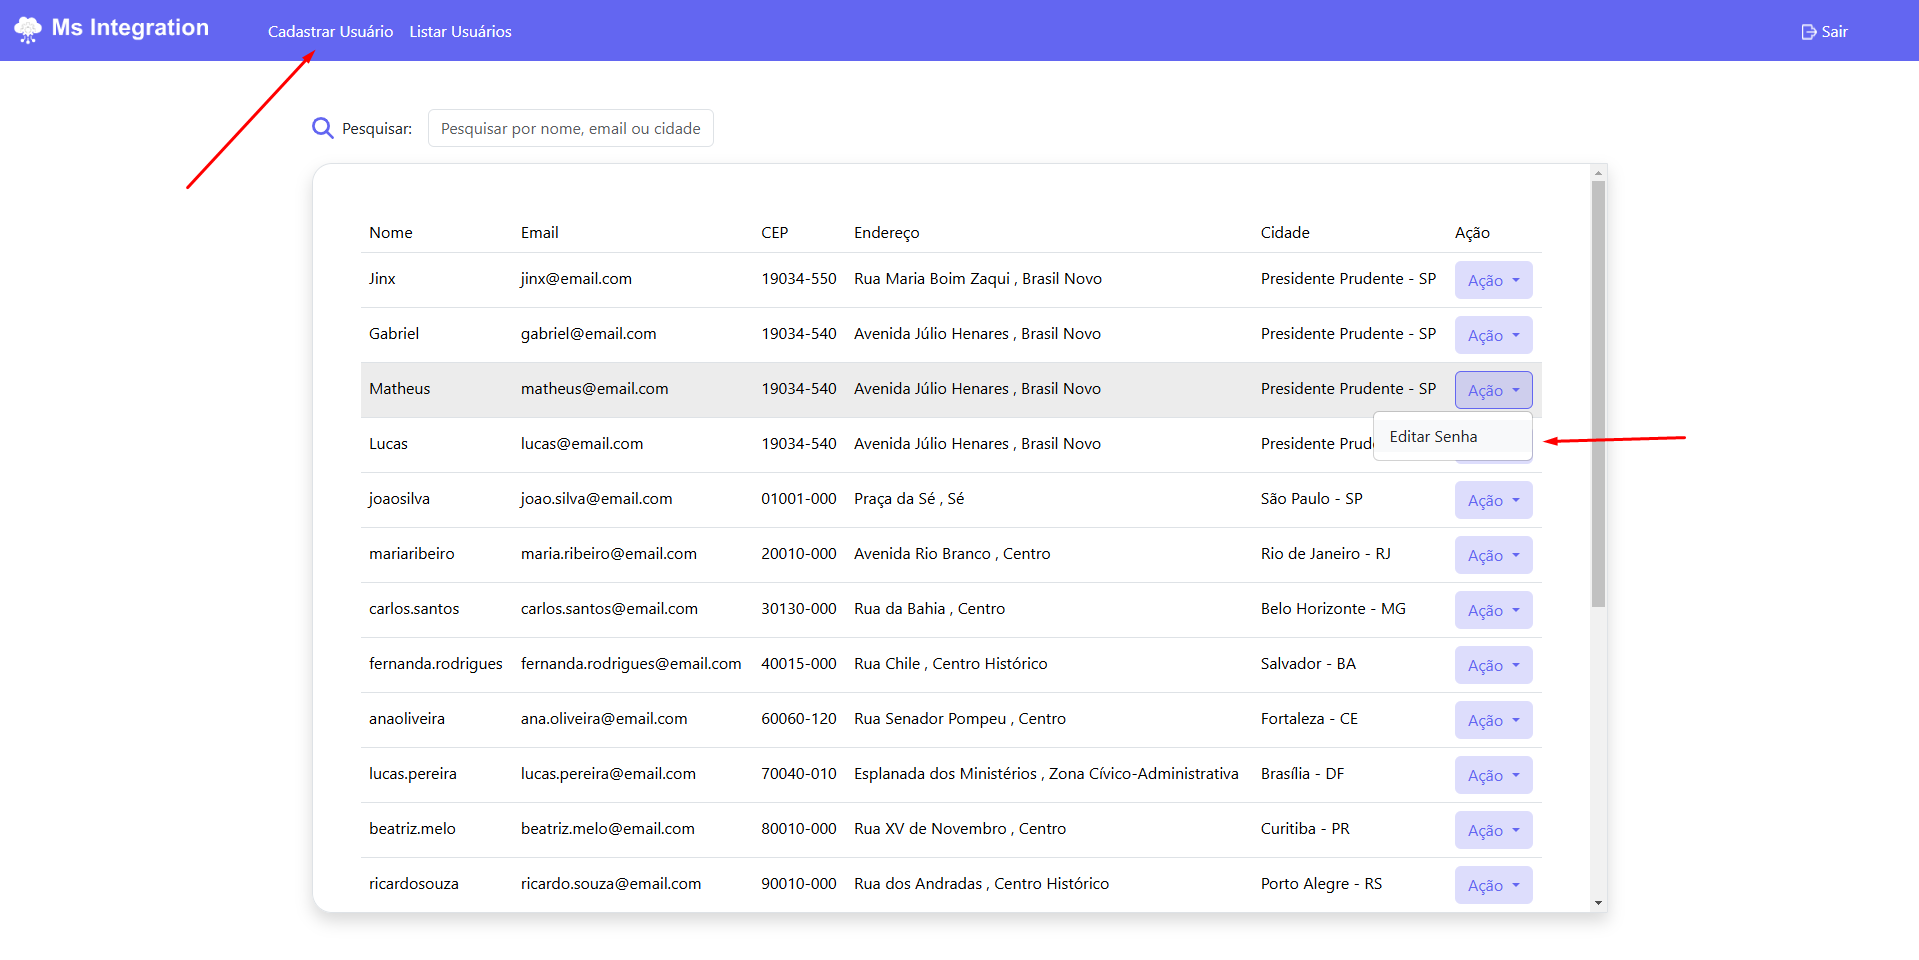 Ms Integration Cadastrar Usuário Listar Usuários Sair
Pesquisar: Pesquisar por nome, email ou cidade
Nome Email CEP Endereço Cidade Ação
Jinx jinx@email.com 19034-550 Rua Maria Boim Zaqui , Brasil Novo Presidente Prudente - SP Ação
Gabriel gabriel@email.com 19034-540 Avenida Júlio Henares , Brasil Novo Presidente Prudente - SP Ação
Matheus matheus@email.com 19034-540 Avenida Júlio Henares , Brasil Novo Presidente Prudente - SP Ação
Editar Senha
Lucas lucas@email.com 19034-540 Avenida Júlio Henares , Brasil Novo Presidente
joaosilva joao.silva@email.com 01001-000 Praça da Sé , Sé São Paulo - SP Ação
mariaribeiro maria.ribeiro@email.com 20010-000 Avenida Rio Branco , Centro Rio de Janeiro - RJ Ação
carlos.santos carlos.santos@email.com 30130-000 Rua da Bahia , Centro Belo Horizonte - MG Ação
fernanda.rodrigues fernanda.rodrigues@email.com 40015-000 Rua Chile , Centro Histórico Salvador - BA Ação
anaoliveira ana.oliveira@email.com 60060-120 Rua Senador Pompeu , Centro Fortaleza - CE Ação
lucas.pereira lucas.pereira@email.com 70040-010 Esplanada dos Ministérios , Zona Cívico-Administrativa Brasília - DF Ação
beatriz.melo beatriz.melo@email.com 80010-000 Rua XV de Novembro , Centro Curitiba - PR Ação
ricardosouza ricardo.souza@email.com 90010-000 Rua dos Andradas , Centro Histórico Porto Alegre - RS Ação